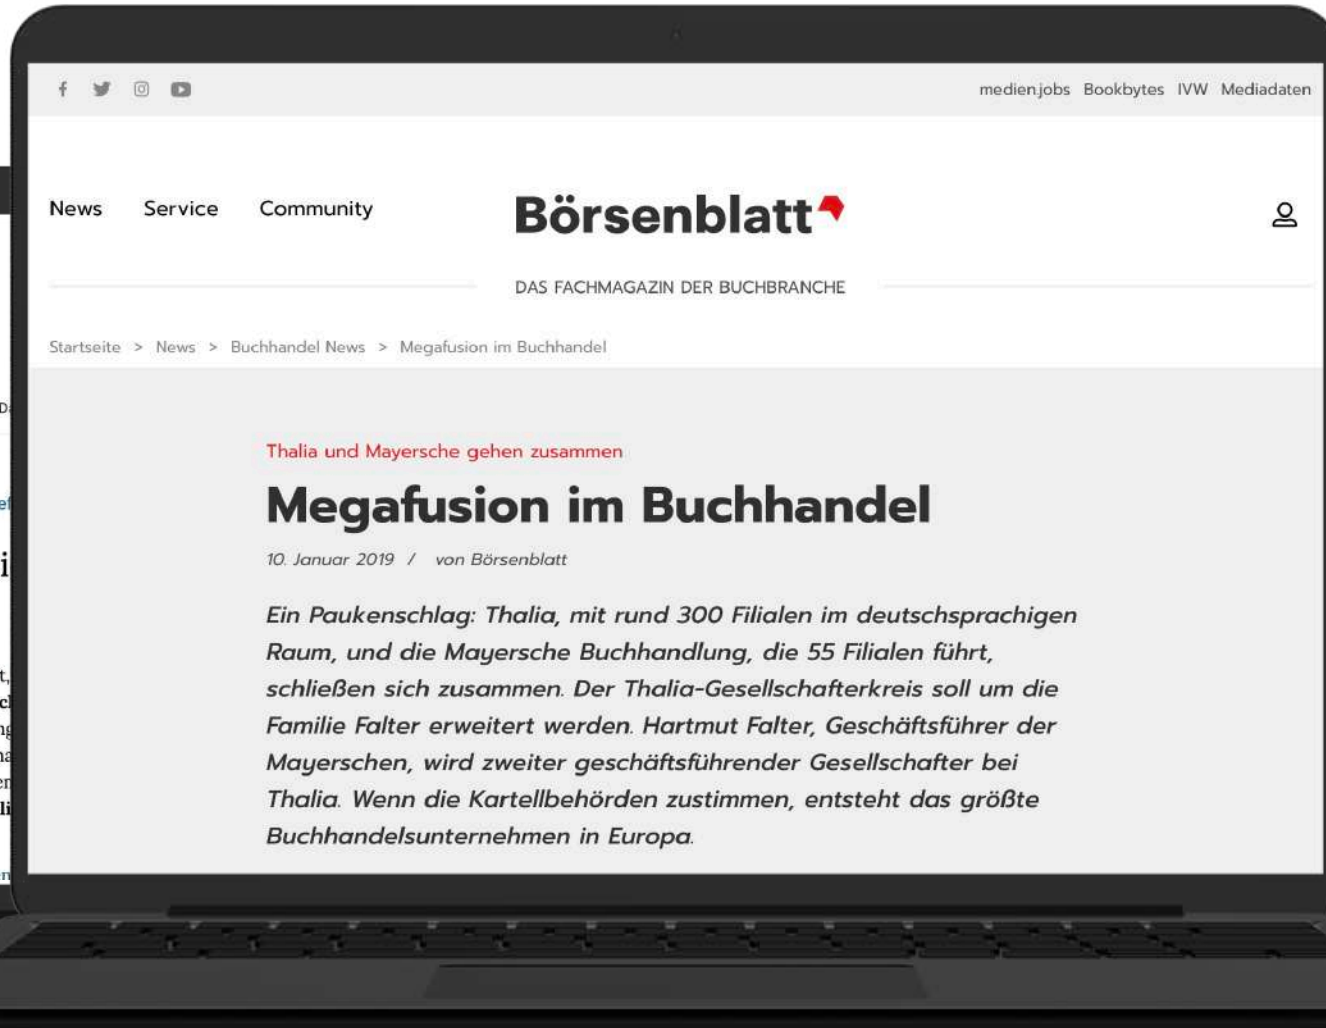 medien.jobs Bookbytes IVW Mediadaten
News Service Community
Börsenblatt
DAS FACHMAGAZIN DER BUCHBRANCHE
Startseite > News > Buchhandel News > Megafusion im Buchhandel
Thalia und Mayersche gehen zusammen
Megafusion im Buchhandel
10. Januar 2019 / von Börsenblatt
Ein Paukenschlag: Thalia, mit rund 300 Filialen im deutschsprachigen
Raum, und die Mayersche Buchhandlung, die 55 Filialen führt,
schließen sich zusammen. Der Thalia-Gesellschafterkreis soll um die
Familie Falter erweitert werden. Hartmut Falter, Geschäftsführer der
Mayerschen, wird zweiter geschäftsführender Gesellschafter bei
Thalia. Wenn die Kartellbehörden zustimmen, entsteht das größte
Buchhandelsunternehmen in Europa.